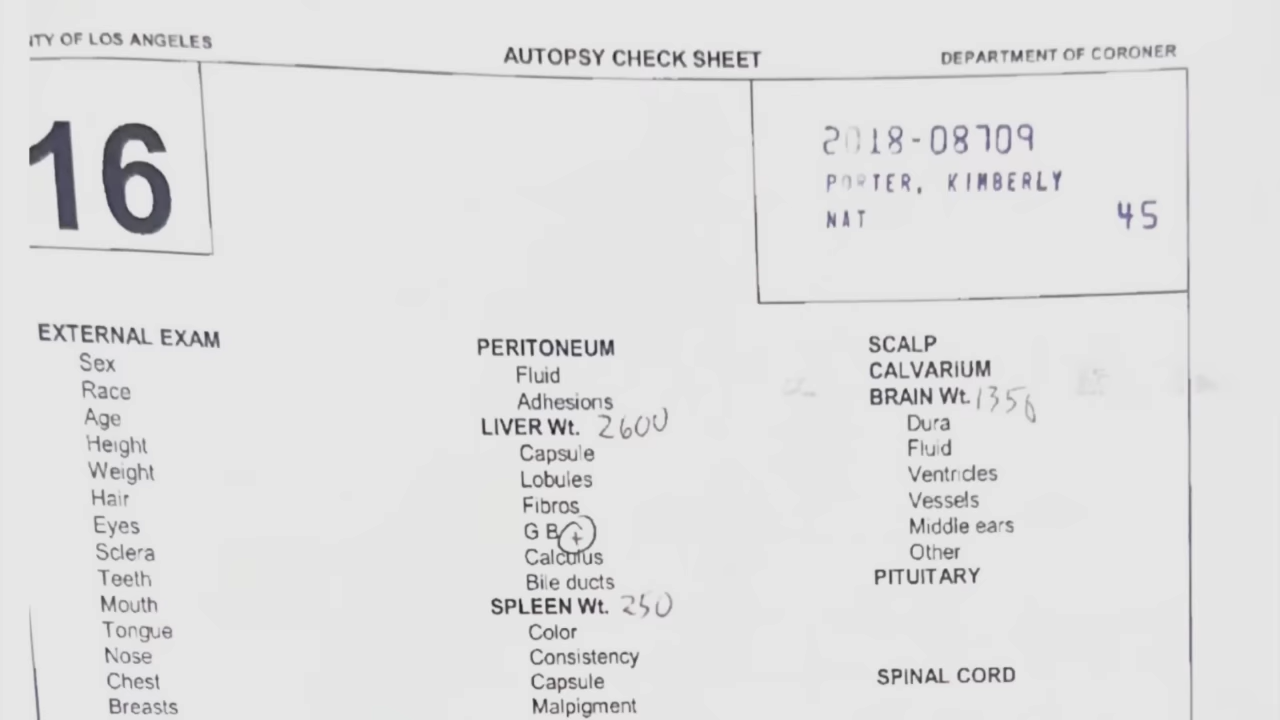 ITY OF LOS ANGELES
AUTOPSY CHECK SHEET
DEPARTMENT OF CORONER
16
2018-08709
PORTER, KIMBERLY
NAT 45
EXTERNAL EXAM
Sex
Race
Age
Height
Weight
Hair
Eyes
Sclera
Teeth
Mouth
Tongue
Nose
Chest
Breasts
PERITONEUM
Fluid
Adhesions
LIVER Wt. 2600
Capsule
Lobules
Fibros
G B +
Calculus
Bile ducts
SPLEEN Wt. 250
Color
Consistency
Capsule
Malpigment
SCALP
CALVARIUM
BRAIN Wt. 1350
Dura
Fluid
Ventricles
Vessels
Middle ears
Other
PITUITARY
SPINAL CORD